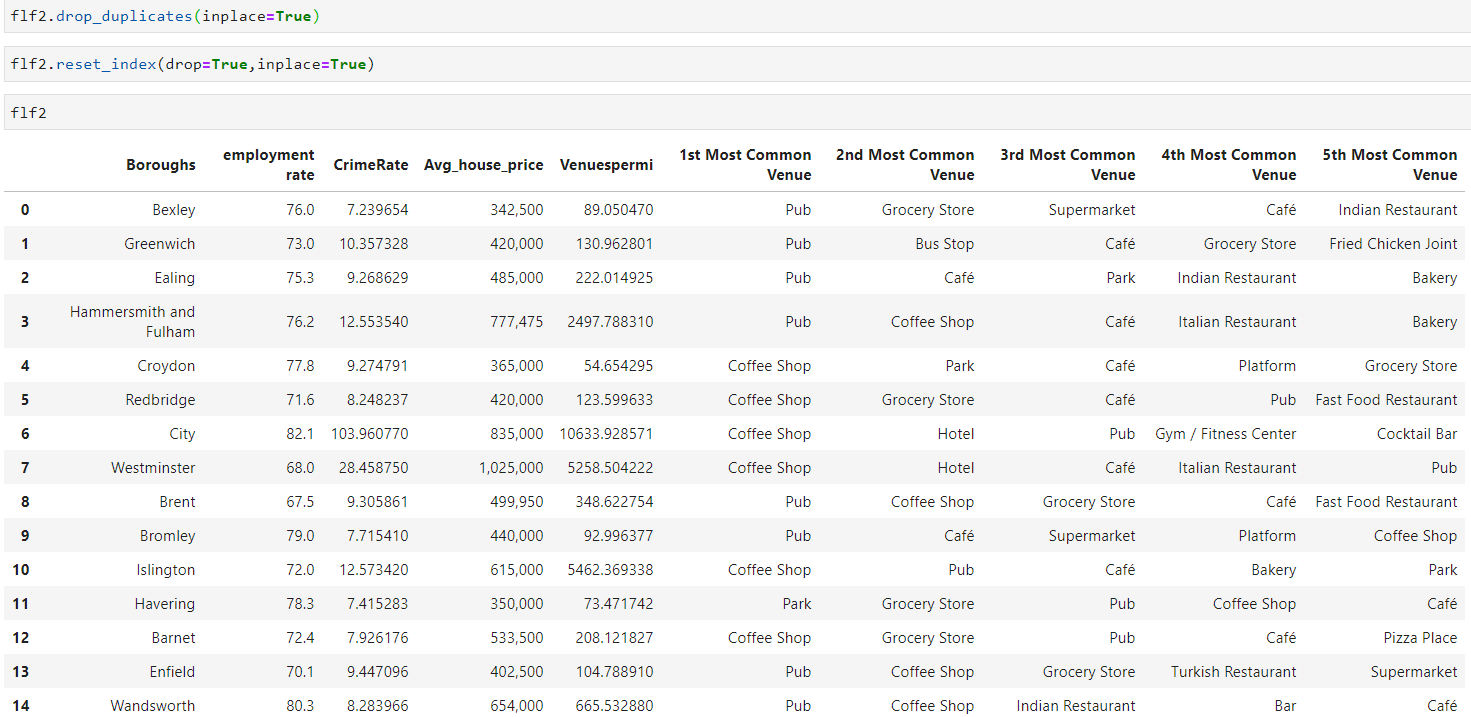 flf2.drop_duplicates(inplace=True)
flf2.reset_index(drop=True,inplace=True)
flf2
Boroughs employment rate CrimeRate Avg_house_price Venuespermi 1st Most Common Venue 2nd Most Common Venue 3rd Most Common Venue 4th Most Common Venue 5th Most Common Venue
0 Bexley 76.0 7.239654 342,500 89.050470 Pub Grocery Store Supermarket Café Indian Restaurant
1 Greenwich 73.0 10.357328 420,000 130.962801 Pub Bus Stop Café Grocery Store Fried Chicken Joint
2 Ealing 75.3 9.268629 485,000 222.014925 Pub Café Park Indian Restaurant Bakery
3 Hammersmith and Fulham 76.2 12.553540 777,475 2497.788310 Pub Coffee Shop Café Italian Restaurant Bakery
4 Croydon 77.8 9.274791 365,000 54.654295 Coffee Shop Park Café Platform Grocery Store
5 Redbridge 71.6 8.248237 420,000 123.599633 Coffee Shop Grocery Store Café Pub Fast Food Restaurant
6 City 82.1 103.960770 835,000 10633.928571 Coffee Shop Hotel Pub Gym / Fitness Center Cocktail Bar
7 Westminster 68.0 28.458750 1,025,000 5258.504222 Coffee Shop Hotel Café Italian Restaurant Pub
8 Brent 67.5 9.305861 499,950 348.622754 Pub Coffee Shop Grocery Store Café Fast Food Restaurant
9 Bromley 79.0 7.715410 440,000 92.996377 Pub Café Supermarket Platform Coffee Shop
10 Islington 72.0 12.573420 615,000 5462.369338 Coffee Shop Pub Café Bakery Park
11 Havering 78.3 7.415283 350,000 73.471742 Park Grocery Store Pub Coffee Shop Café
12 Barnet 72.4 7.926176 533,500 208.121827 Coffee Shop Grocery Store Pub Café Pizza Place
13 Enfield 70.1 9.447096 402,500 104.788910 Pub Coffee Shop Grocery Store Turkish Restaurant Supermarket
14 Wandsworth 80.3 8.283966 654,000 665.532880 Pub Coffee Shop Indian Restaurant Bar Café